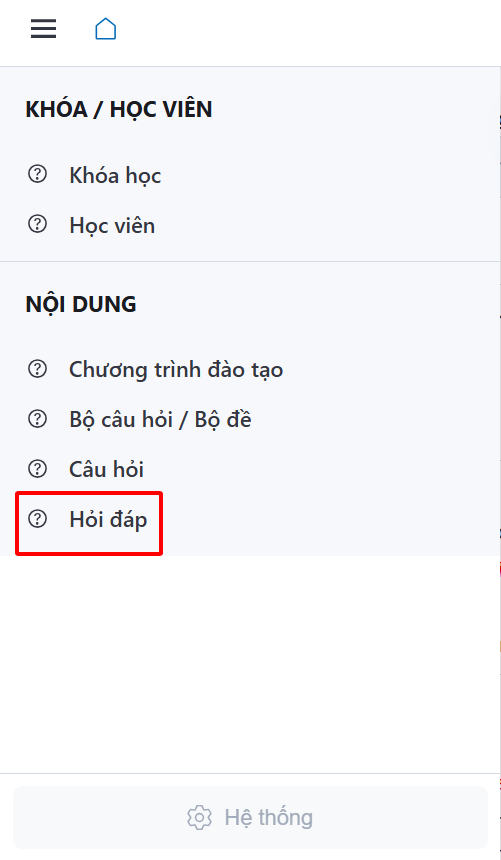 KHÓA / HỌC VIÊN
Khóa học
Học viên
NỘI DUNG
Chương trình đào tạo
Bộ câu hỏi / Bộ đề
Câu hỏi
Hỏi đáp
Hệ thống